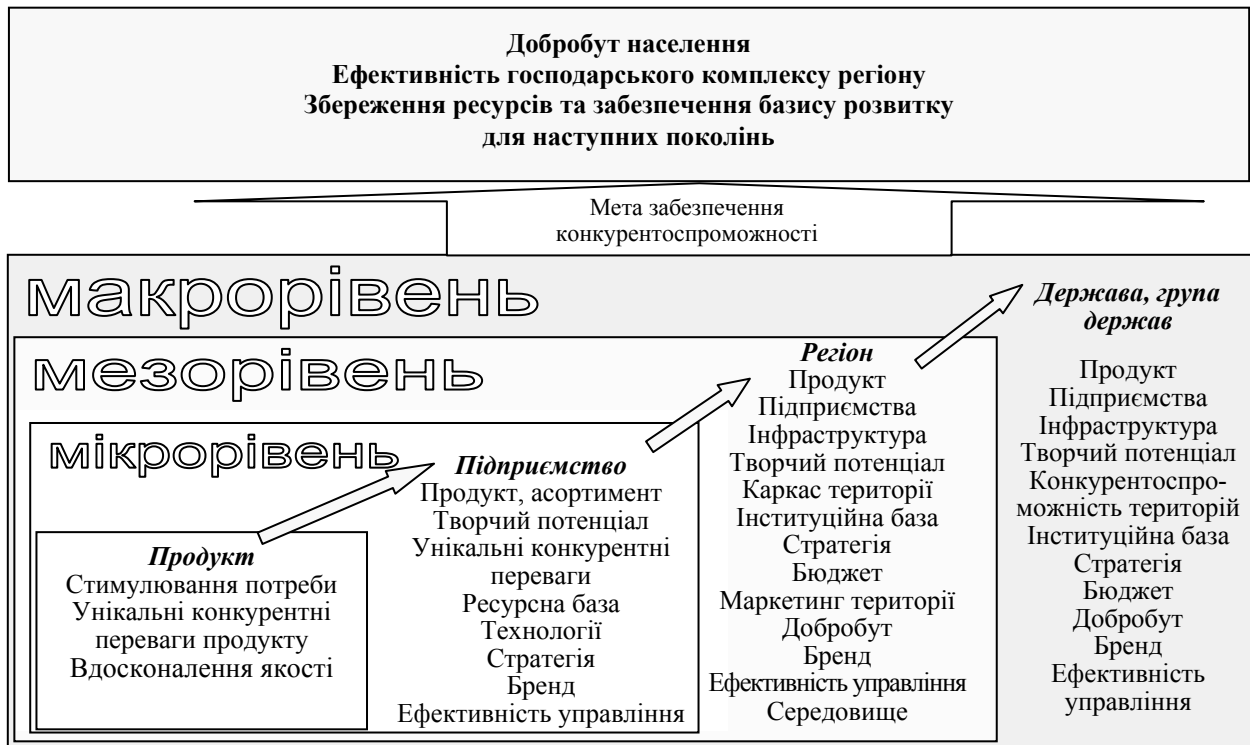 Добробут населення
Ефективність господарського комплексу регіону
Збереження ресурсів та забезпечення базису розвитку
для наступних поколінь
Мета забезпечення
конкурентоспроможності
макрорівень
мезорівень
мікрорівень
Продукт
Стимулювання потреби
Унікальні конкурентні
переваги продукту
Вдосконалення якості
Підприємство
Продукт, асортимент
Творчий потенціал
Унікальні конкурентні
переваги
Ресурсна база
Технології
Стратегія
Бренд
Ефективність управління
Регіон
Продукт
Підприємства
Інфраструктура
Творчий потенціал
Каркас території
Інституційна база
Стратегія
Бюджет
Маркетинг території
Добробут
Бренд
Ефективність управління
Середовище
Держава, група
держав
Продукт
Підприємства
Інфраструктура
Творчий потенціал
Конкурентоспро-
можність територій
Інституційна база
Стратегія
Бюджет
Добробут
Бренд
Ефективність
управління